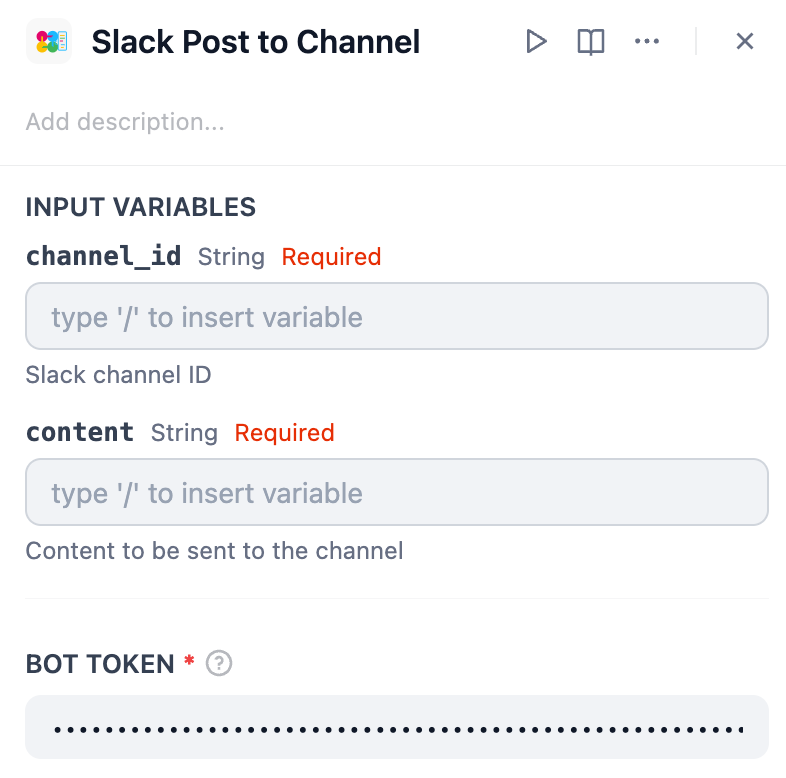 Slack Post to Channel
Add description...
INPUT VARIABLES
channel_id String Required
type '/' to insert variable
Slack channel ID
content String Required
type '/' to insert variable
Content to be sent to the channel
BOT TOKEN * ?
••••••••••••••••••••••••••••••••••••••••••••••••••••••